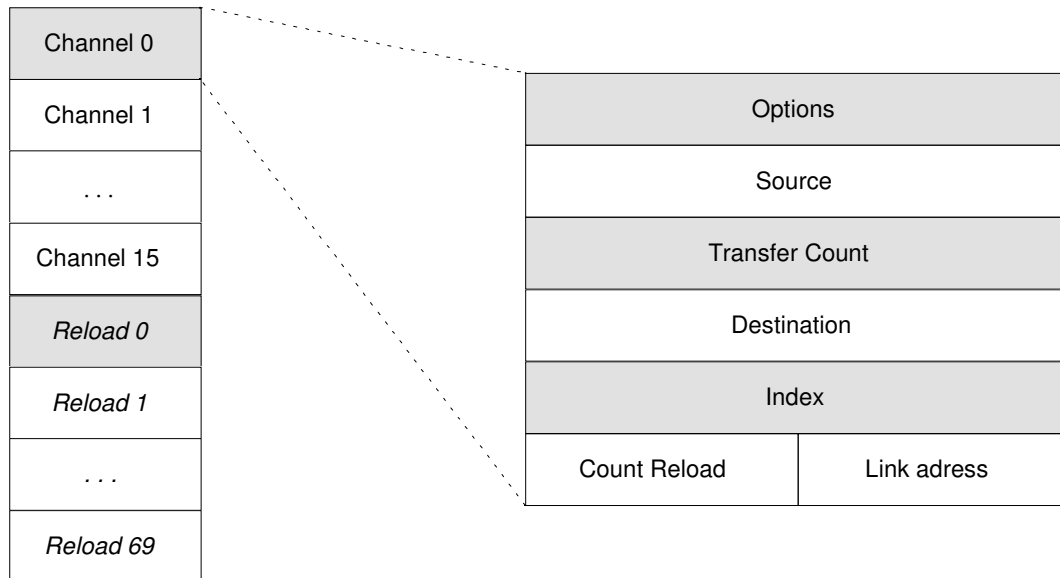 Channel 0
Channel 1
. . .
Channel 15
Reload 0
Reload 1
. . .
Reload 69
Options
Source
Transfer Count
Destination
Index
Count Reload
Link adress